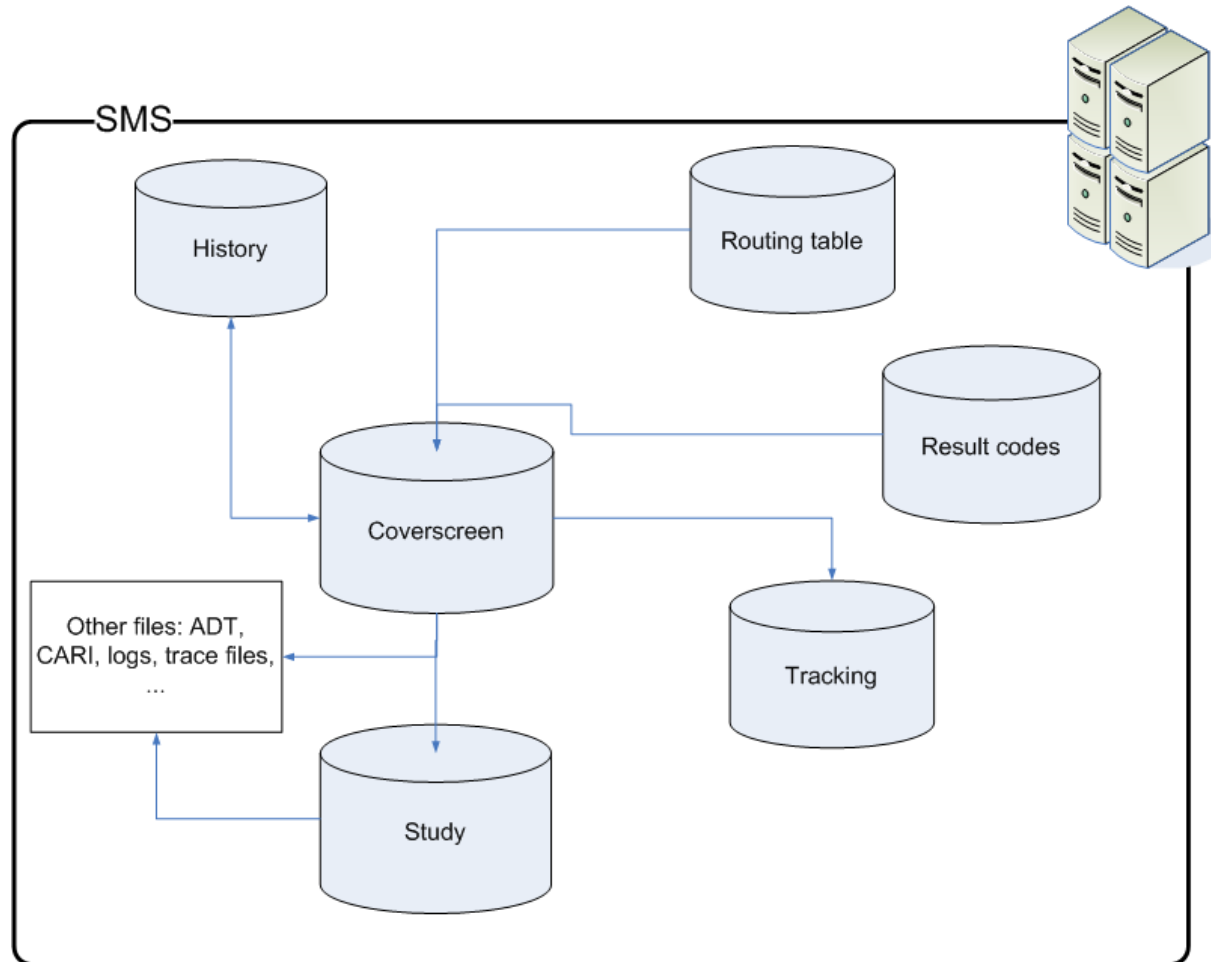 SMS
History
Routing table
Result codes
Coverscreen
Other files: ADT,
CARI, logs, trace files,
...
Tracking
Study